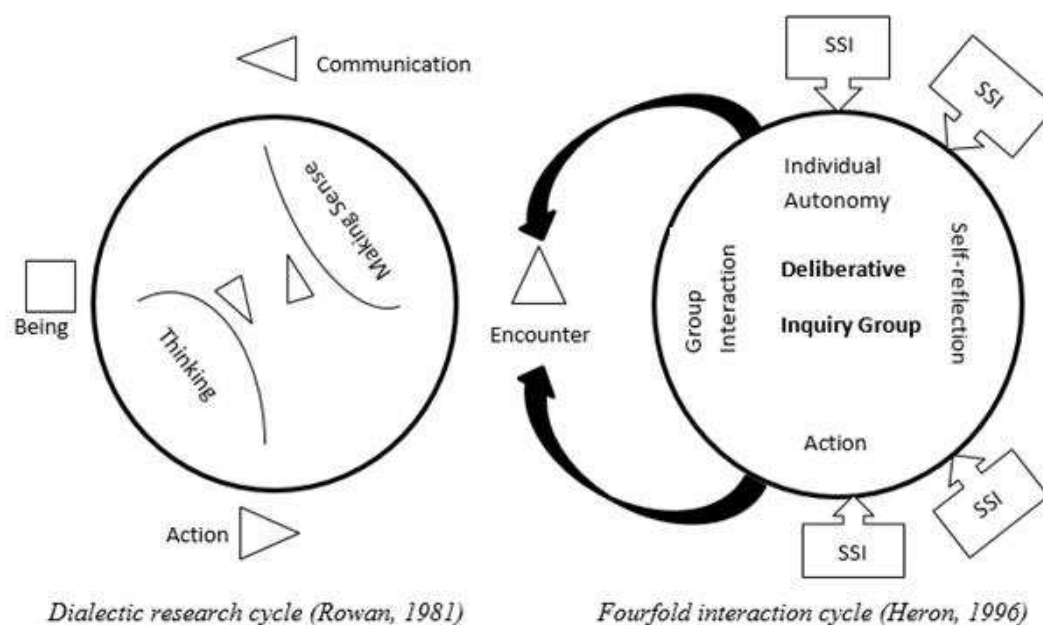 Communication
Making Sense
Being
Thinking
Action
Encounter
SSI
SSI
Individual
Autonomy
Group
Interaction
Deliberative
Inquiry Group
Self-reflection
Action
SSI
SSI
Dialectic research cycle (Rowan, 1981)
Fourfold interaction cycle (Heron, 1996)